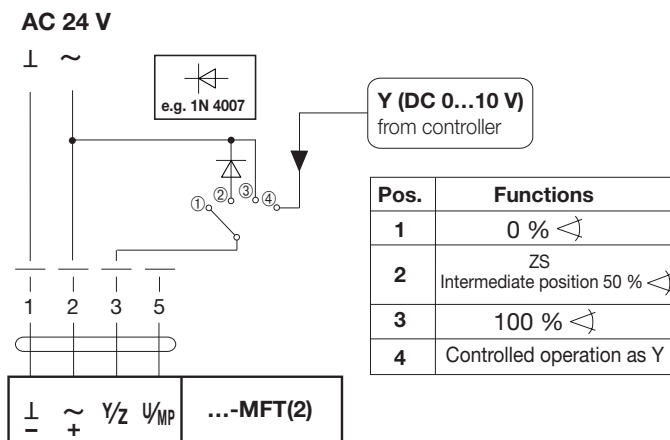 AC 24 V
⊥ ~
e.g. 1N 4007
Y (DC 0...10 V)
from controller
① ② ③ ④
Pos. Functions
1 0 %
2 ZS
Intermediate position 50 %
3 100 %
4 Controlled operation as Y
1 2 3 5
⊥ ~ Y/Z U/MP ...-MFT(2)
– +